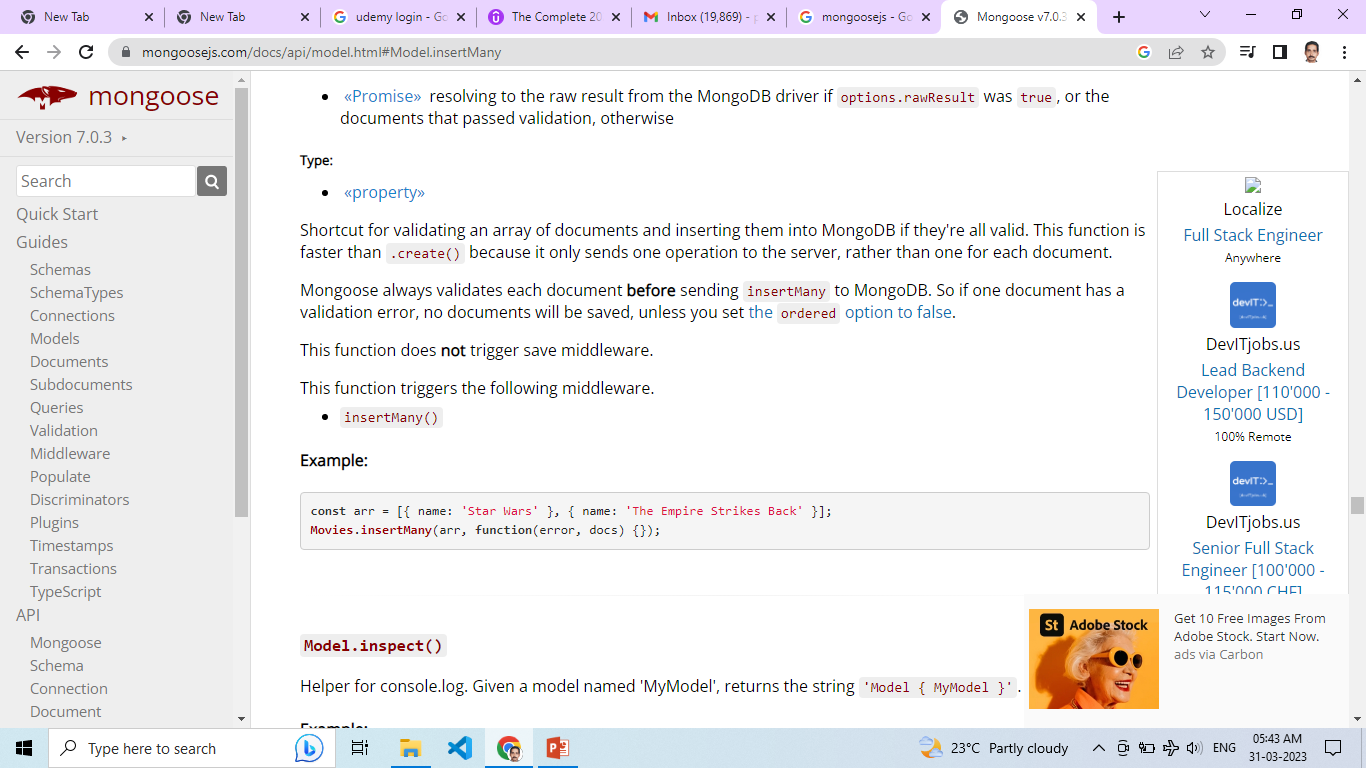 New Tab
New Tab
udemy login - Go
The Complete 20
Inbox (19,869) - p
mongoosejs - Go
Mongoose v7.0.3
mongoosejs.com/docs/api/model.html#Model.insertMany
mongoose
Version 7.0.3
Search
Quick Start
Guides
Schemas
SchemaTypes
Connections
Models
Documents
Subdocuments
Queries
Validation
Middleware
Populate
Discriminators
Plugins
Timestamps
Transactions
TypeScript
API
Mongoose
Schema
Connection
Document
«Promise» resolving to the raw result from the MongoDB driver if options.rawResult was true, or the
documents that passed validation, otherwise
Type:
«property»
Shortcut for validating an array of documents and inserting them into MongoDB if they're all valid. This function is
faster than .create() because it only sends one operation to the server, rather than one for each document.
Mongoose always validates each document before sending insertMany to MongoDB. So if one document has a
validation error, no documents will be saved, unless you set the ordered option to false.
This function does not trigger save middleware.
This function triggers the following middleware.
insertMany()
Example:
const arr = [{ name: 'Star Wars' }, { name: 'The Empire Strikes Back' }];
Movies.insertMany(arr, function(error, docs) {});
Model.inspect()
Helper for console.log. Given a model named 'MyModel', returns the string 'Model { MyModel }'.
Example:
Localize
Full Stack Engineer
Anywhere
devIT:>_
DevITjobs.us
Lead Backend
Developer [110'000 -
150'000 USD]
100% Remote
devIT:>_
DevITjobs.us
Senior Full Stack
Engineer [100'000 -
115'000 CHF]
St Adobe Stock
Get 10 Free Images From
Adobe Stock. Start Now.
ads via Carbon
Type here to search
23°C Partly cloudy
ENG
05:43 AM
31-03-2023